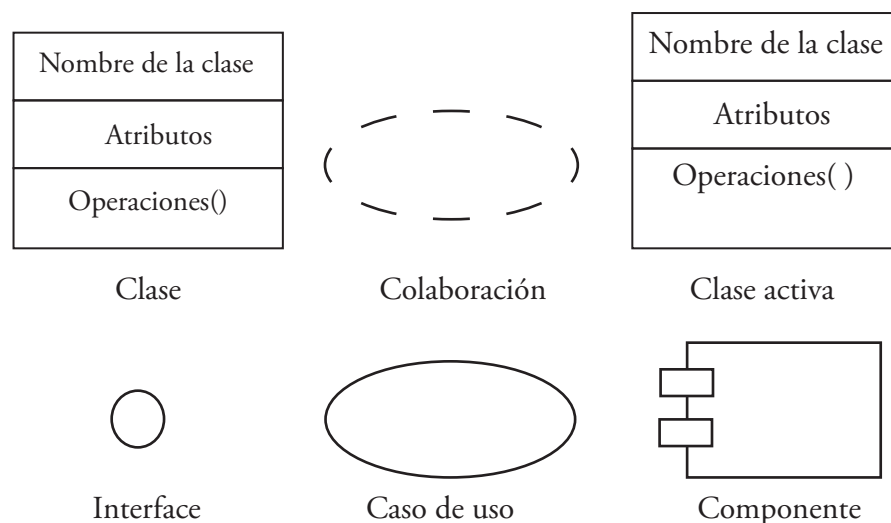 Nombre de la clase
Atributos
Operaciones()
Clase
Colaboración
Nombre de la clase
Atributos
Operaciones( )
Clase activa
Interface
Caso de uso
Componente